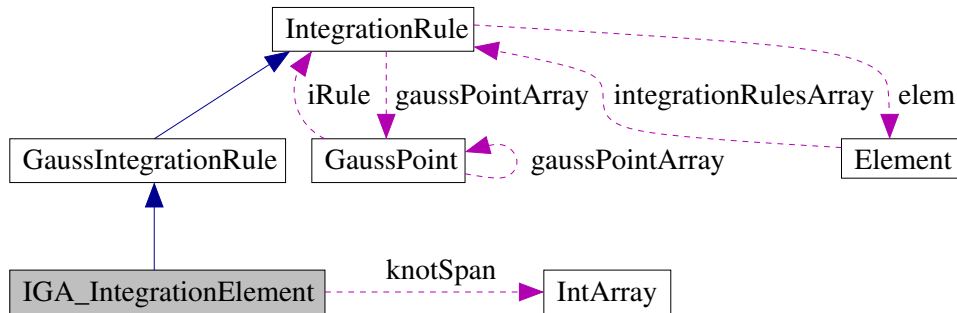 IntegrationRule
iRule
gaussPointArray
integrationRulesArray
elem
GaussIntegrationRule
GaussPoint
gaussPointArray
Element
knotSpan
IGA_IntegrationElement
IntArray